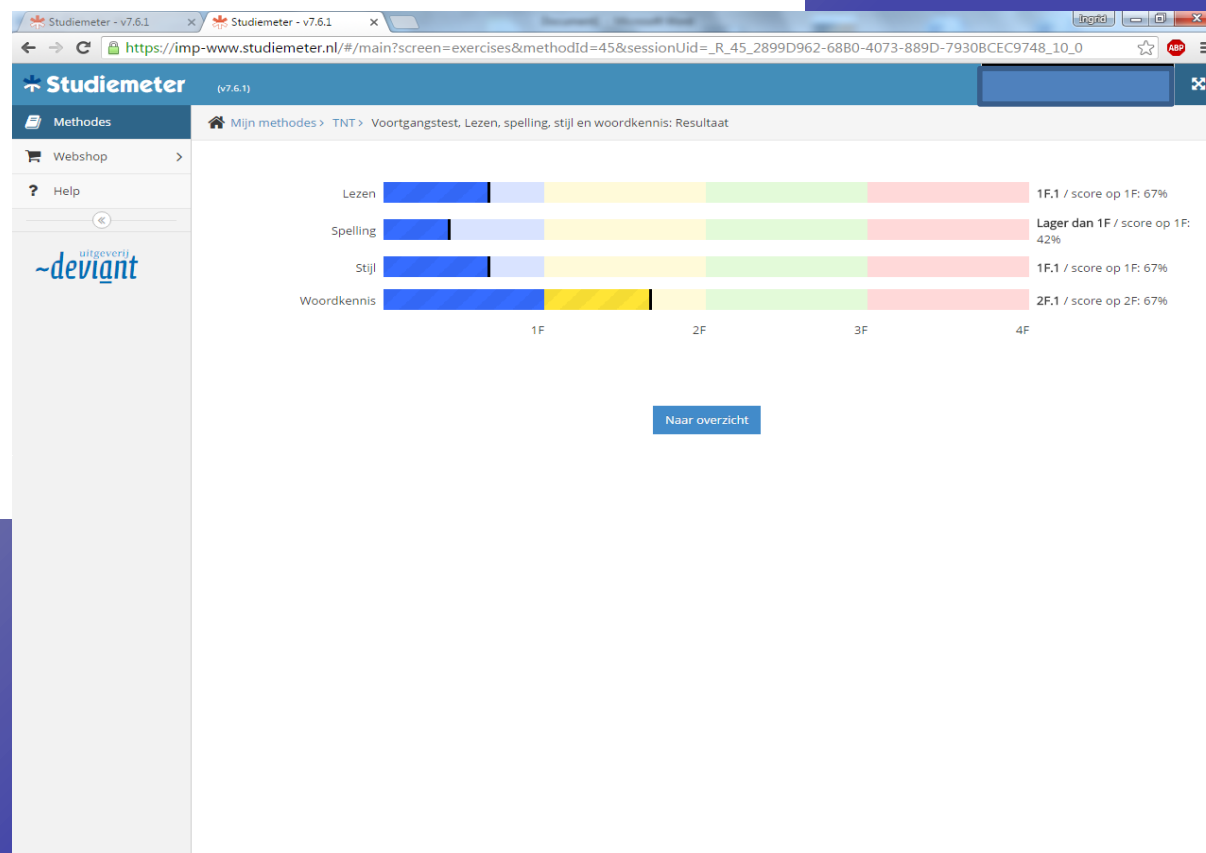 Studiemeter - v7.6.1 × Studiemeter - v7.6.1 ×
Ingrid
https://imp-www.studiemeter.nl/#/main?screen=exercises&methodId=45&sessionUid=_R_45_2899D962-68B0-4073-889D-7930BCEC9748_10_0
ABP
Studiemeter (v7.6.1)
Methodes
Mijn methodes > TNT > Voortgangstest, Lezen, spelling, stijl en woordkennis: Resultaat
Webshop >
? Help
uitgeverij
~deviant
Lezen 1F.1 / score op 1F: 67%
Spelling Lager dan 1F / score op 1F:
42%
Stijl 1F.1 / score op 1F: 67%
Woordkennis 2F.1 / score op 2F: 67%
1F 2F 3F 4F
Naar overzicht